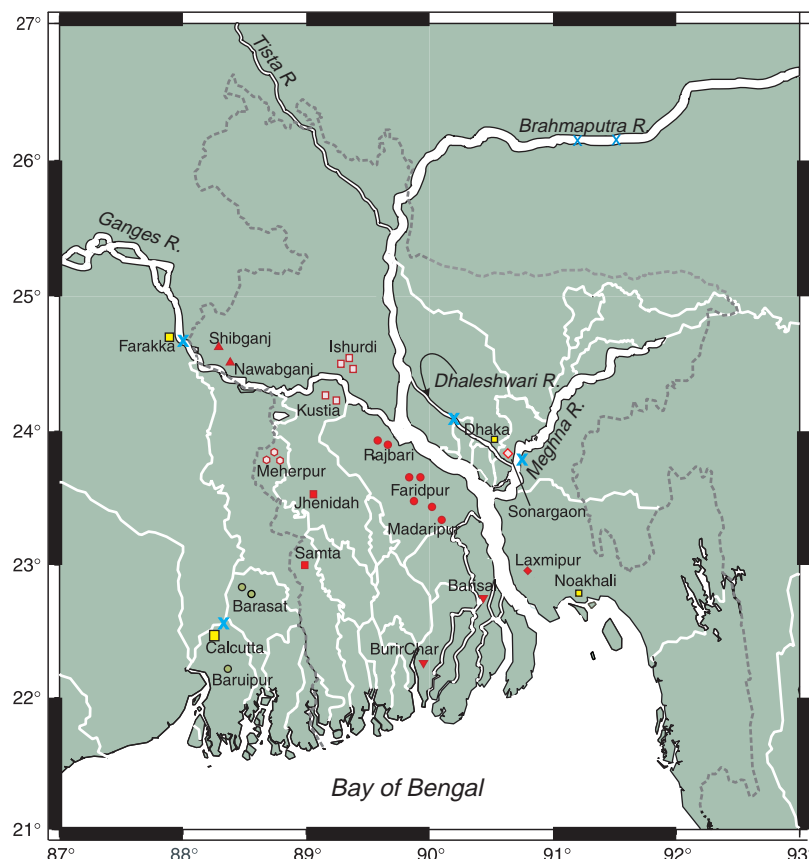 27°
26°
25°
24°
23°
22°
21°
87°
88°
89°
90°
91°
92°
93
Tista R
Brahmaputra R.
Ganges R.
Farakka
Shibganj
Nawabganj
Ishurdi
Kustia
Dhaleshwari R.
Dhaka
Meghna R.
Meherpur
Rajbari
Faridpur
Madaripur
Sonargaon
Jhenidah
Samta
Laxmipur
Noakhali
Barisal
Barasat
Calcutta
Baruipur
BurirChar
Bay of Bengal